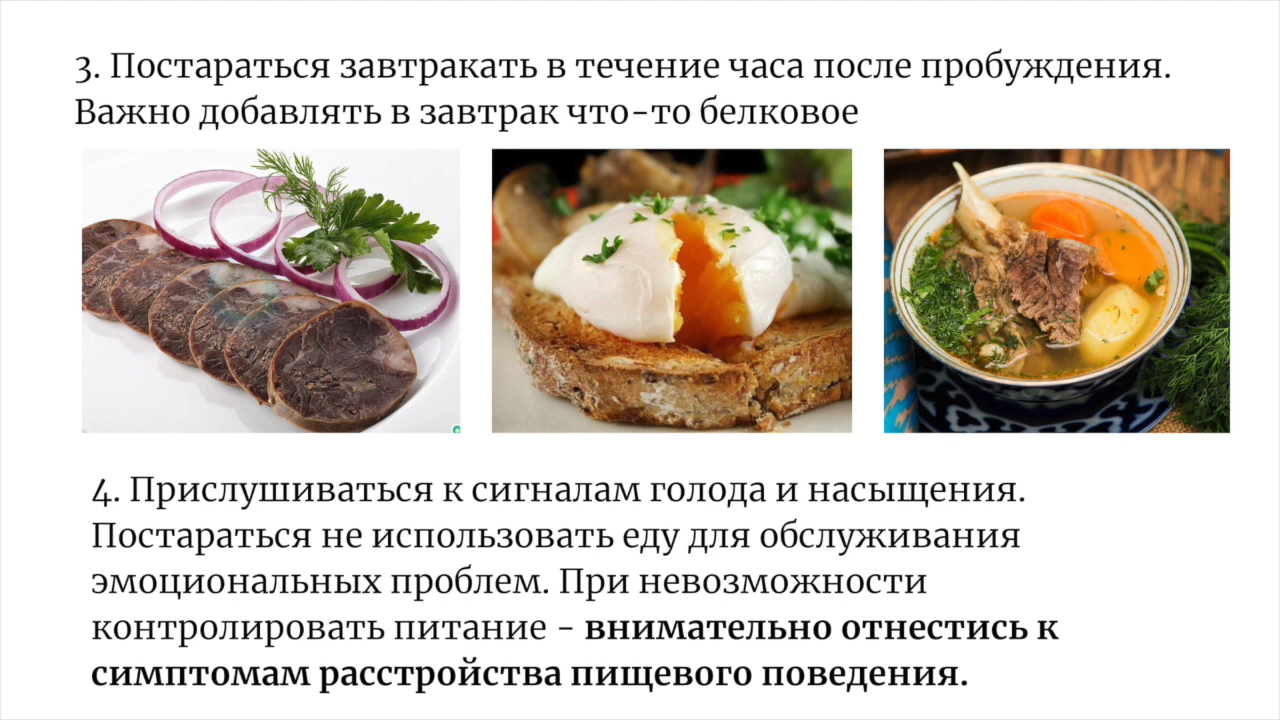 3. Постараться завтракать в течение часа после пробуждения.
Важно добавлять в завтрак что-то белковое
4. Прислушиваться к сигналам голода и насыщения.
Постараться не использовать еду для обслуживания
эмоциональных проблем. При невозможности
контролировать питание - внимательно отнестись к
симптомам расстройства пищевого поведения.